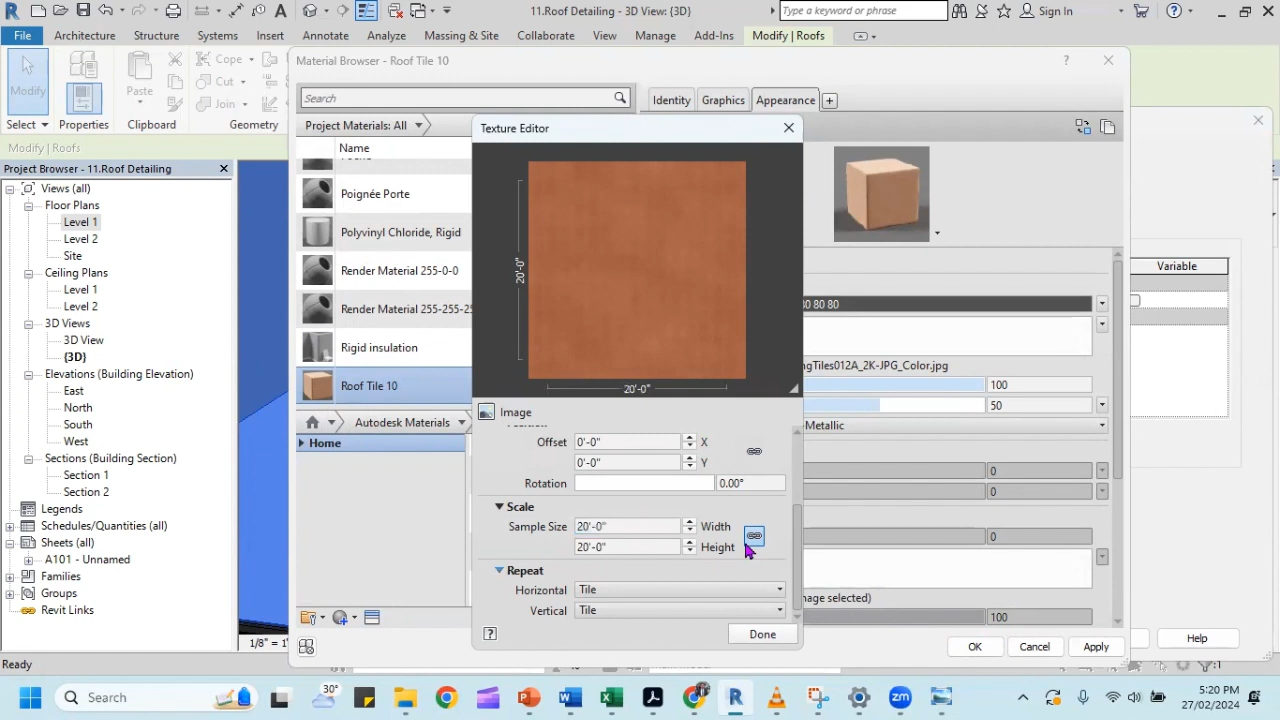 11.Roof Detailing - 3D View: {3D}
Type a keyword or phrase
Sign In
File
Architecture
Structure
Systems
Insert
Annotate
Analyze
Massing & Site
Collaborate
View
Manage
Add-Ins
Modify | Roofs
Modify
Paste
Cope
Cut
Join
Select
Properties
Clipboard
Geometry
Modify | Roofs
Project Browser - 11.Roof Detailing
Views (all)
Floor Plans
Level 1
Level 2
Site
Ceiling Plans
Level 1
Level 2
3D Views
3D View
{3D}
Elevations (Building Elevation)
East
North
South
West
Sections (Building Section)
Section 1
Section 2
Legends
Schedules/Quantities (all)
Sheets (all)
A101 - Unnamed
Families
Groups
Revit Links
Ready
Material Browser - Roof Tile 10
Search
Project Materials: All
Name
Poignée Porte
Polyvinyl Chloride, Rigid
Render Material 255-0-0
Render Material 255-255-25
Rigid insulation
Roof Tile 10
Autodesk Materials
Home
1/8" = 1'
Identity
Graphics
Appearance
Texture Editor
20'-0"
20'-0"
Image
Offset 0'-0" X
0'-0" Y
Rotation 0.00°
Scale
Sample Size 20'-0" Width
20'-0" Height
Repeat
Horizontal Tile
Vertical Tile
Done
80 80
ngTiles012A_2K-JPG_Color.jpg
100
50
Metallic
0
0
0
nage selected)
100
OK
Cancel
Apply
Variable
Help
:1
Search
30°
5:20 PM
27/02/2024